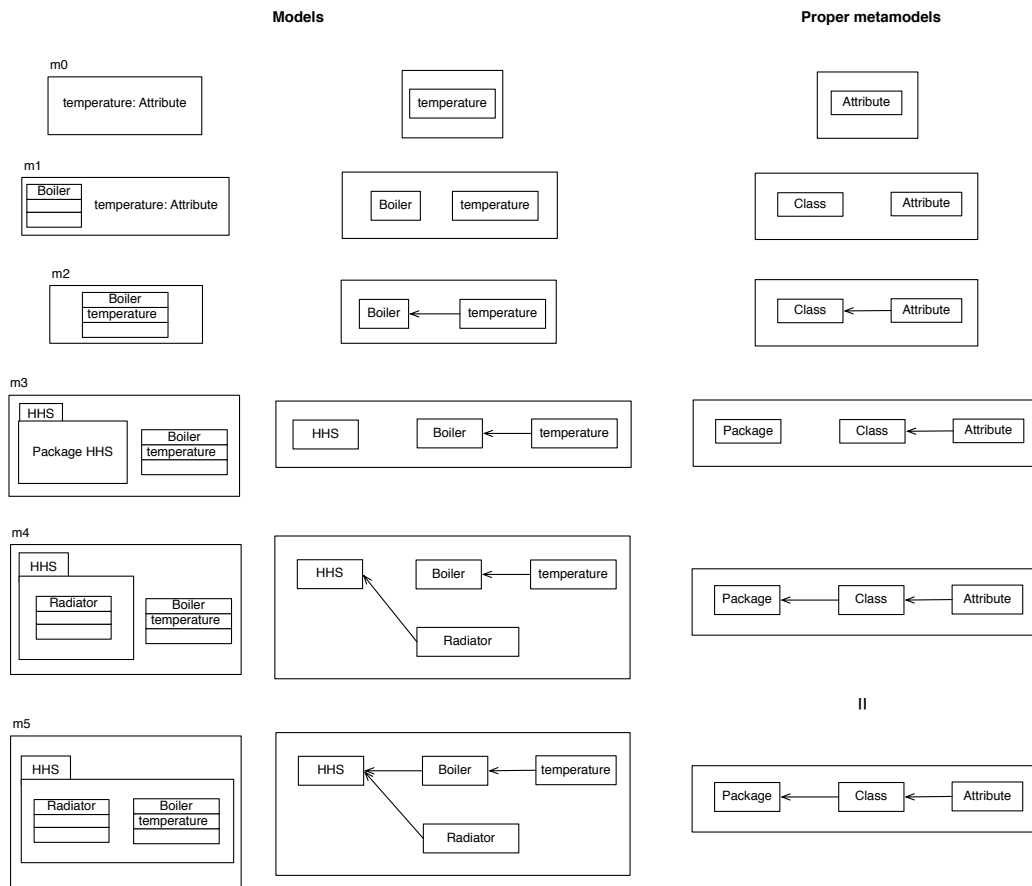 Models
Proper metamodels
m0
temperature: Attribute
temperature
Attribute
m1
Boiler
temperature: Attribute
Boiler
temperature
Class
Attribute
m2
Boiler
temperature
Boiler
temperature
Class
Attribute
m3
HHS
Package HHS
Boiler
temperature
HHS
Boiler
temperature
Package
Class
Attribute
m4
HHS
Radiator
Boiler
temperature
HHS
Boiler
temperature
Radiator
Package
Class
Attribute
=
m5
HHS
Radiator
Boiler
temperature
HHS
Boiler
temperature
Radiator
Package
Class
Attribute